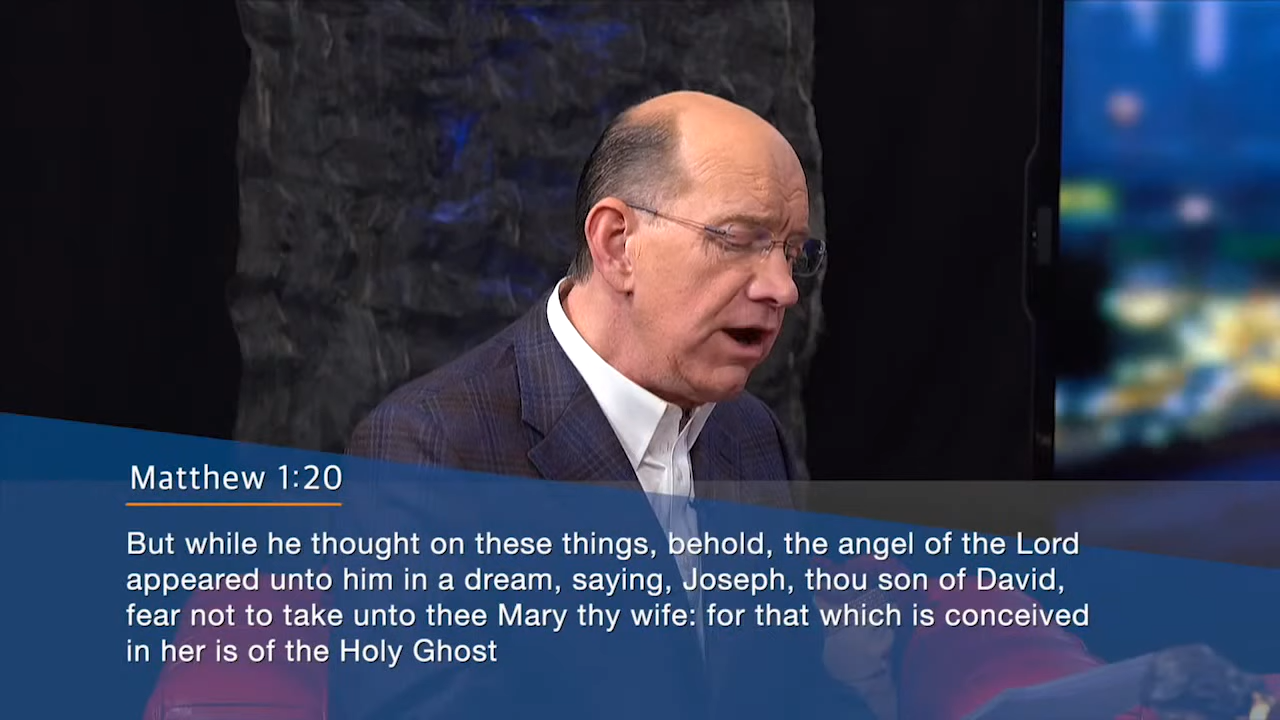 Matthew 1:20
But while he thought on these things, behold, the angel of the Lord
appeared unto him in a dream, saying, Joseph, thou son of David,
fear not to take unto thee Mary thy wife: for that which is conceived
in her is of the Holy Ghost